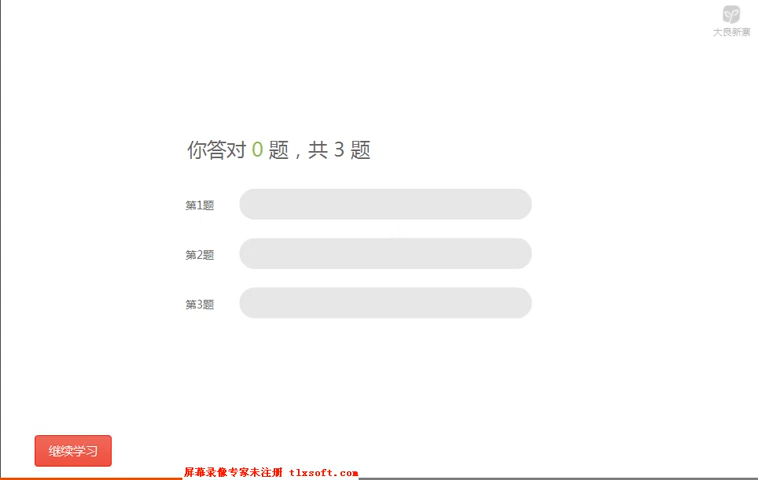 大良新寨
你答对 0 题，共 3 题
第1题
第2题
第3题
继续学习
屏幕录像专家未注册 tlxsoft.com